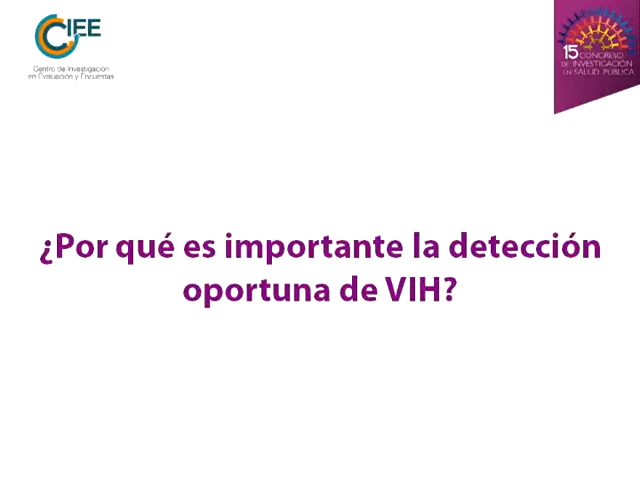 CIEE
Centro de Investigación
en Evaluación y Encuestas
15 CONGRESO
DE INVESTIGACIÓN
EN SALUD PÚBLICA
¿Por qué es importante la detección
oportuna de VIH?